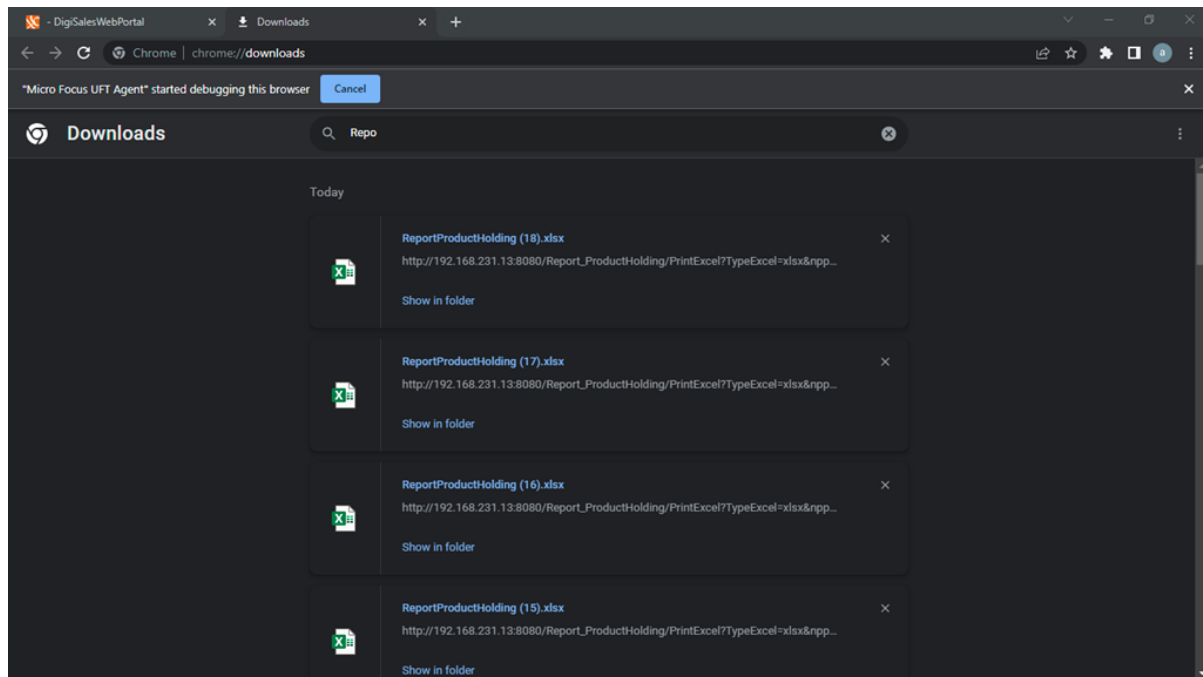 - DigiSalesWebPortal
Downloads
Chrome | chrome://downloads
a
"Micro Focus UFT Agent" started debugging this browser
Cancel
Downloads
Repo
Today
ReportProductHolding (18).xlsx
http://192.168.231.13:8080/Report_ProductHolding/PrintExcel?TypeExcel=xlsx&npp...
Show in folder
ReportProductHolding (17).xlsx
http://192.168.231.13:8080/Report_ProductHolding/PrintExcel?TypeExcel=xlsx&npp...
Show in folder
ReportProductHolding (16).xlsx
http://192.168.231.13:8080/Report_ProductHolding/PrintExcel?TypeExcel=xlsx&npp...
Show in folder
ReportProductHolding (15).xlsx
http://192.168.231.13:8080/Report_ProductHolding/PrintExcel?TypeExcel=xlsx&npp...
Show in folder